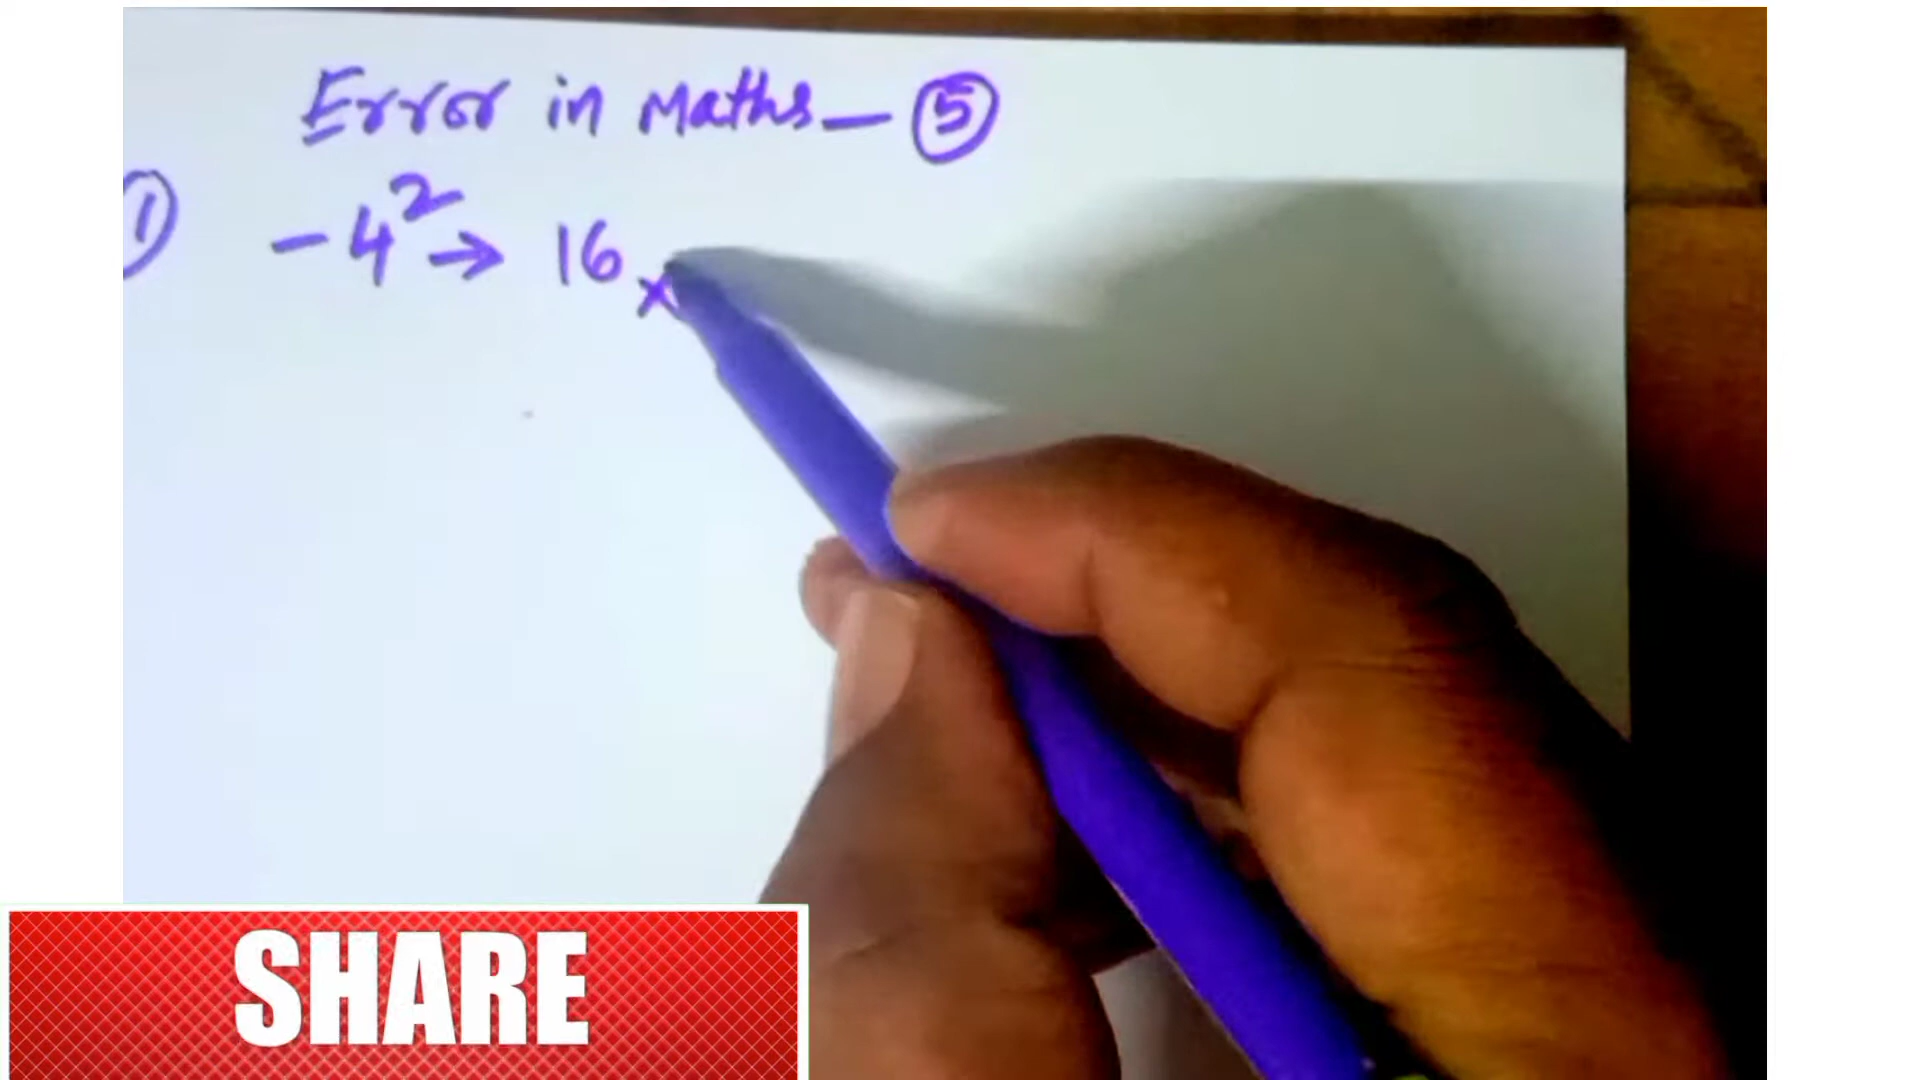 Error in Maths - ⑤
① -4² → 16 ×
SHARE